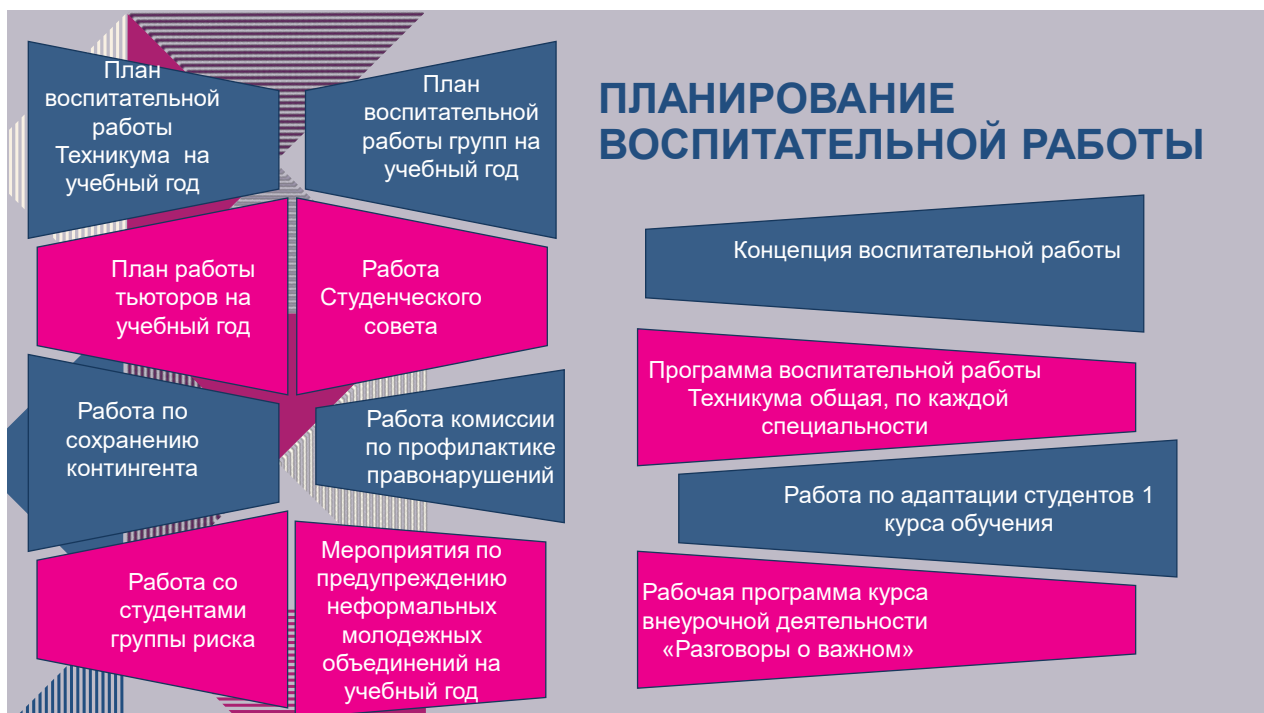 План
воспитательной
работы
Техникума на
учебный год
План
воспитательной
работы групп на
учебный год
ПЛАНИРОВАНИЕ
ВОСПИТАТЕЛЬНОЙ РАБОТЫ
План работы
тьюторов на
учебный год
Работа
Студенческого
совета
Работа по
сохранению
контингента
Работа комиссии
по профилактике
правонарушений
Работа со
студентами
группы риска
Мероприятия по
предупреждению
неформальных
молодежных
объединений на
учебный год
Концепция воспитательной работы
Программа воспитательной работы
Техникума общая, по каждой
специальности
Работа по адаптации студентов 1
курса обучения
Рабочая программа курса
внеурочной деятельности
«Разговоры о важном»